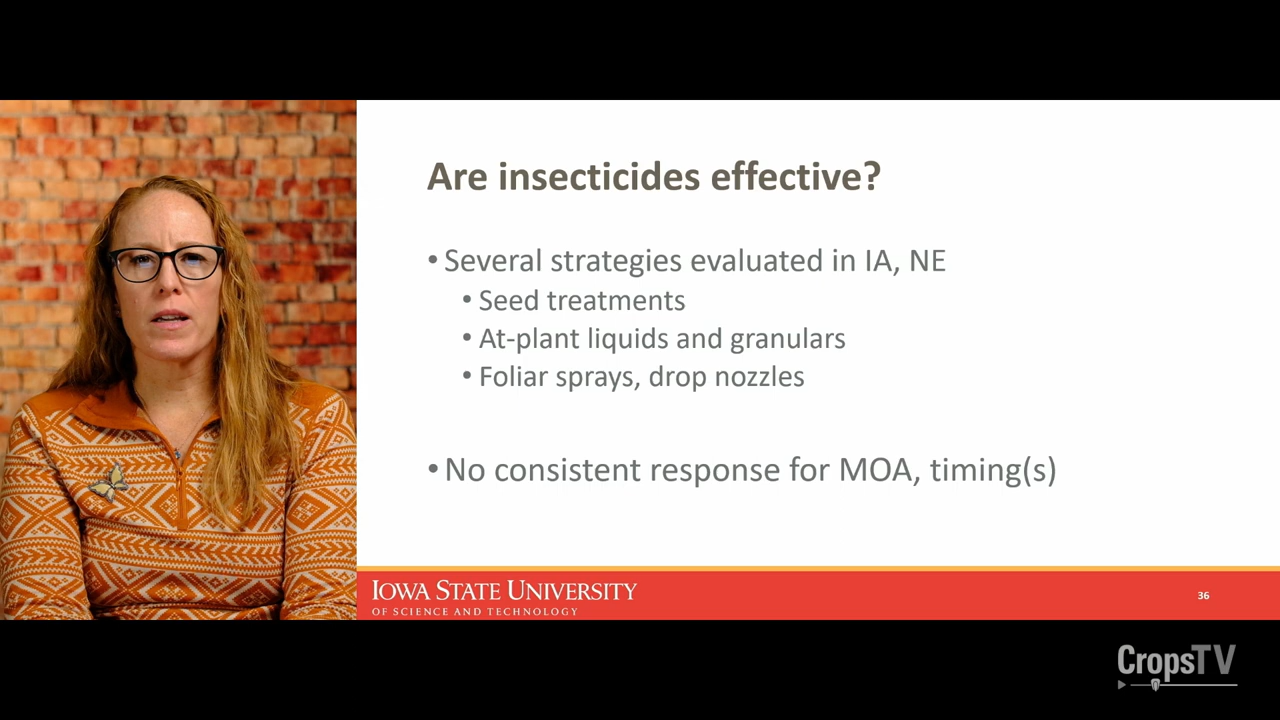 Are insecticides effective?
• Several strategies evaluated in IA, NE
• Seed treatments
• At-plant liquids and granulars
• Foliar sprays, drop nozzles
• No consistent response for MOA, timing(s)
IOWA STATE UNIVERSITY
OF SCIENCE AND TECHNOLOGY
36
CropsTV